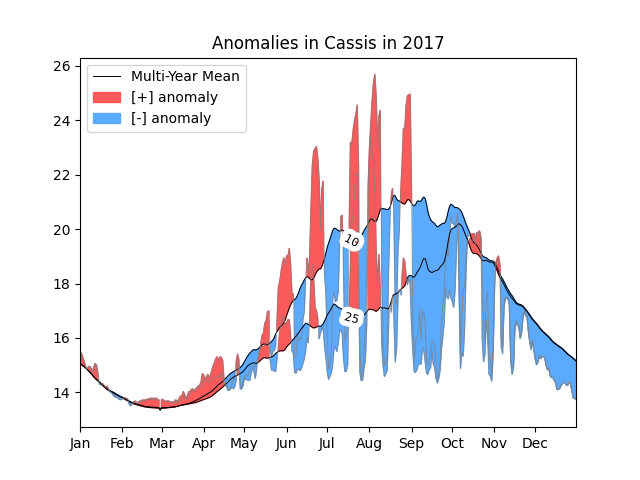 Anomalies in Cassis in 2017
Multi-Year Mean
[+] anomaly
[-] anomaly
26
24
22
20
18
16
14
10
25
Jan Feb Mar Apr May Jun Jul Aug Sep Oct Nov Dec